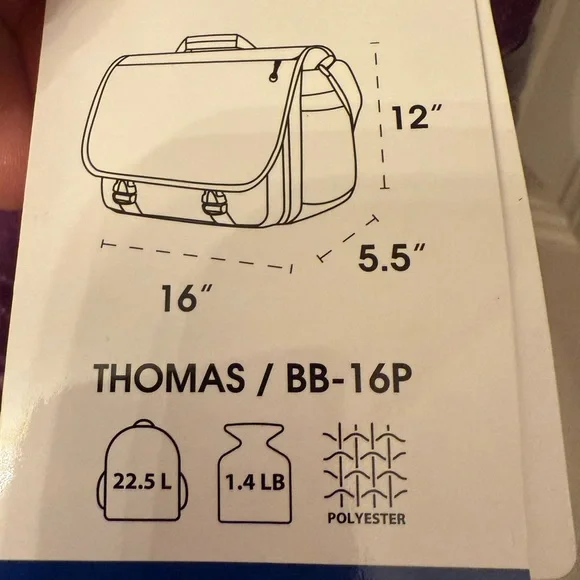 12"
5.5"
16"
THOMAS / BB-16P
22.5 L
1.4 LB
POLYESTER